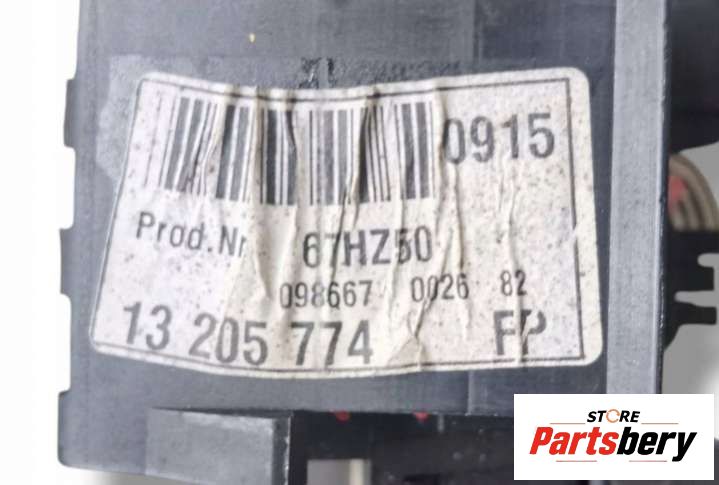 0915
Prod.Nr 67HZ50
098667 0026 82
13 205 774 FP
STORE
Partsbery